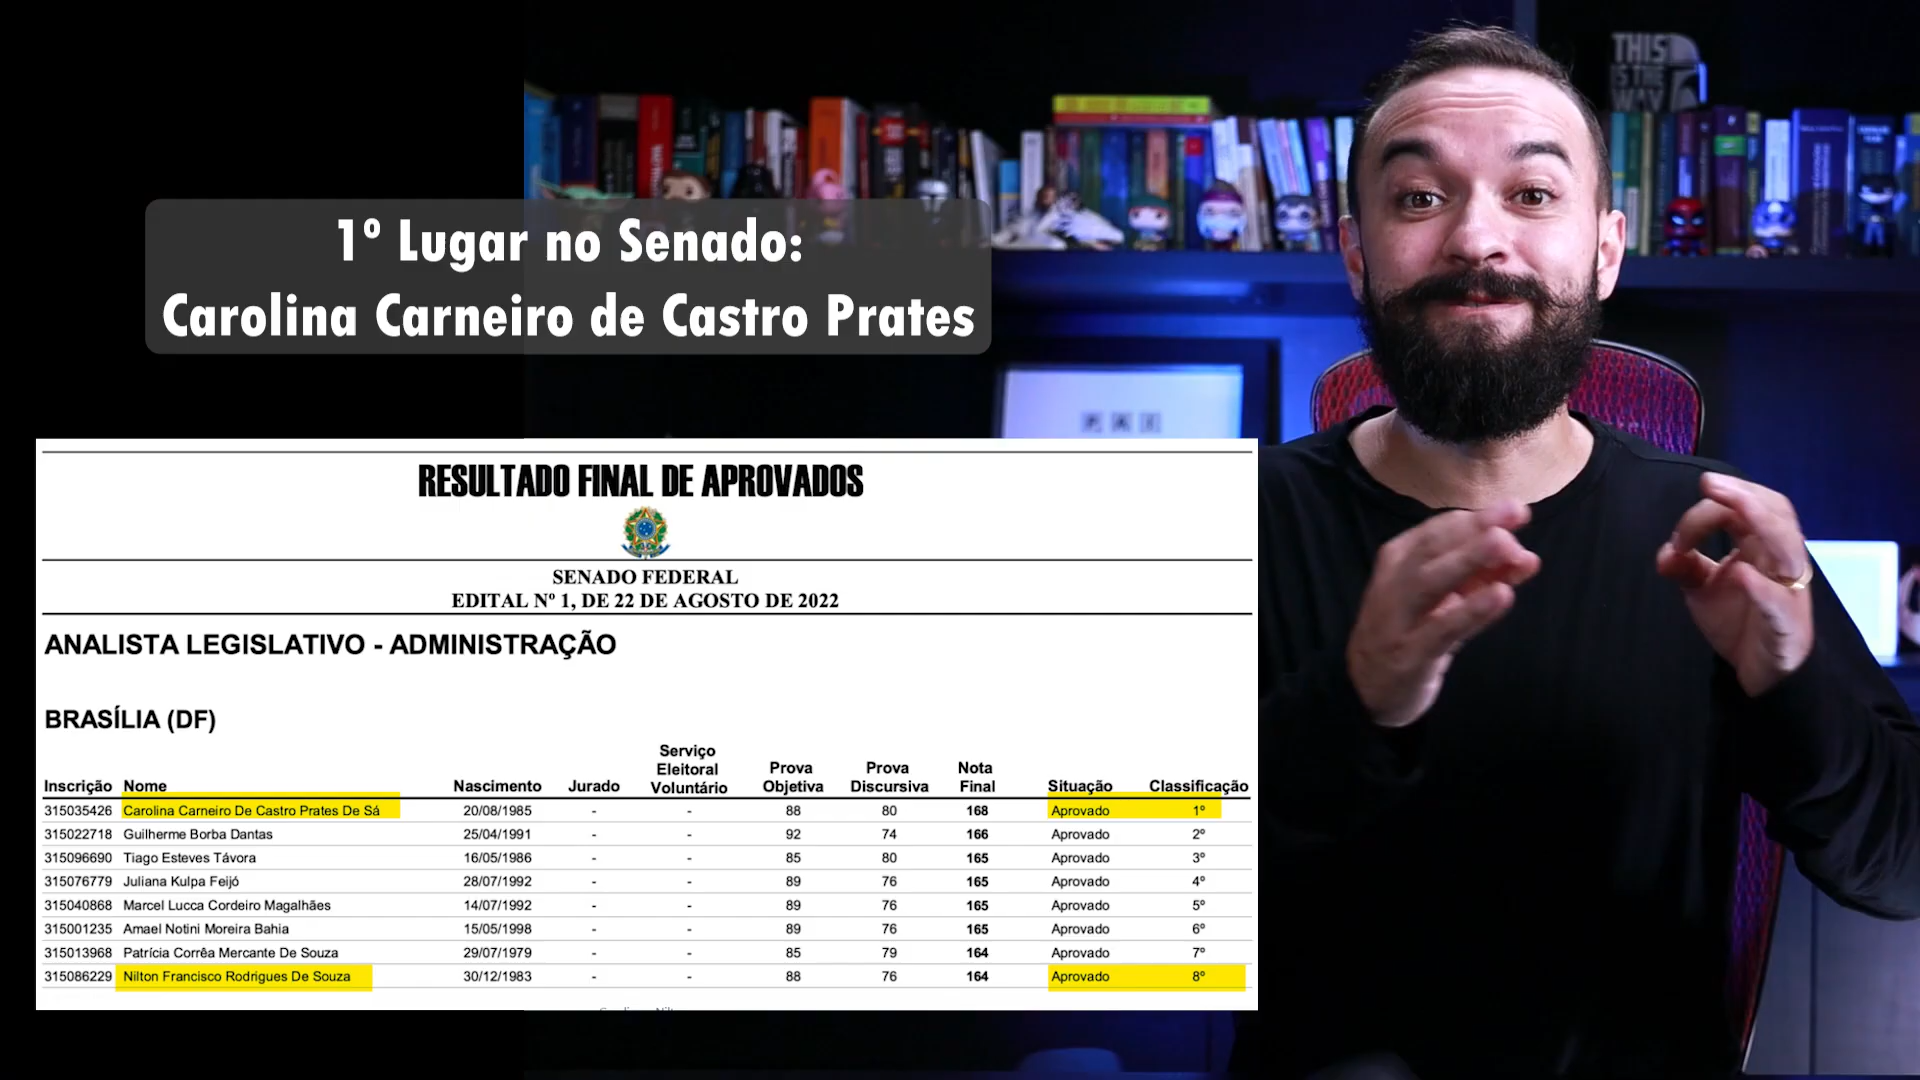 THIS
IS THE
WAY
1º Lugar no Senado:
Carolina Carneiro de Castro Prates
RESULTADO FINAL DE APROVADOS
SENADO FEDERAL
EDITAL Nº 1, DE 22 DE AGOSTO DE 2022
ANALISTA LEGISLATIVO - ADMINISTRAÇÃO
BRASÍLIA (DF)
Inscrição Nome Nascimento Jurado Serviço Eleitoral Voluntário Prova Objetiva Prova Discursiva Nota Final Situação Classificação
315035426 Carolina Carneiro De Castro Prates De Sá 20/08/1985 - - 88 80 168 Aprovado 1º
315022718 Guilherme Borba Dantas 25/04/1991 - - 92 74 166 Aprovado 2º
315096690 Tiago Esteves Távora 16/05/1986 - - 85 80 165 Aprovado 3º
315076779 Juliana Kulpa Feijó 28/07/1992 - - 89 76 165 Aprovado 4º
315040868 Marcel Lucca Cordeiro Magalhães 14/07/1992 - - 89 76 165 Aprovado 5º
315001235 Amael Notini Moreira Bahia 15/05/1998 - - 89 76 165 Aprovado 6º
315013968 Patrícia Corrêa Mercante De Souza 29/07/1979 - - 85 79 164 Aprovado 7º
315086229 Nilton Francisco Rodrigues De Souza 30/12/1983 - - 88 76 164 Aprovado 8º